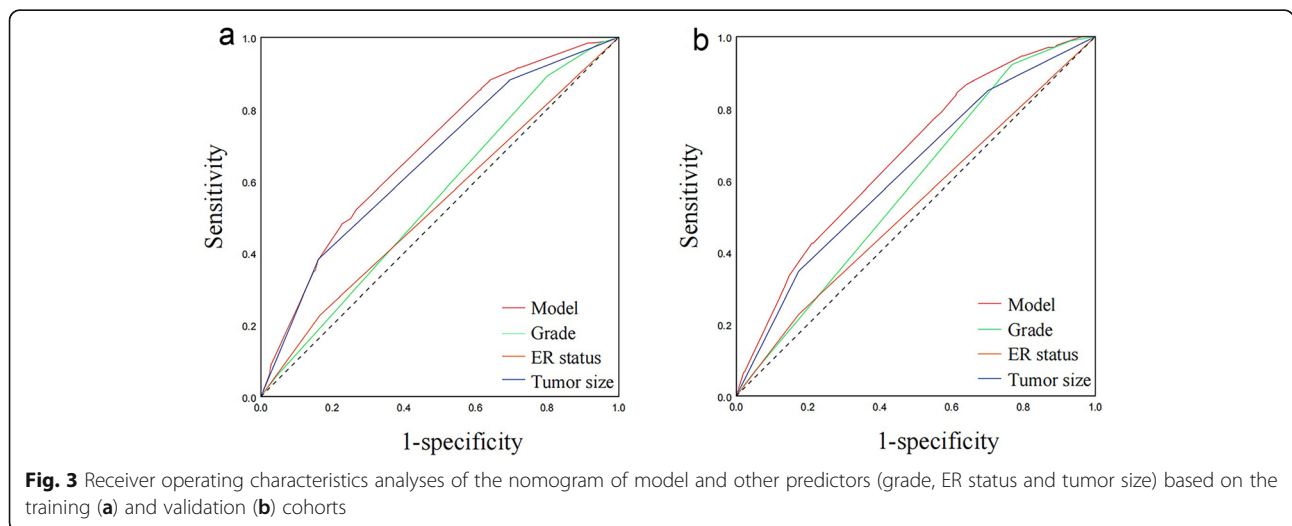 a
1.0
0.8
0.6
0.4
0.2
0.0
Sensitivity
Model
Grade
ER status
Tumor size
0.0 0.2 0.4 0.6 0.8 1.0
1-specificity
b
1.0
0.8
0.6
0.4
0.2
0.0
Sensitivity
Model
Grade
ER status
Tumor size
0.0 0.2 0.4 0.6 0.8 1.0
1-specificity
Fig. 3 Receiver operating characteristics analyses of the nomogram of model and other predictors (grade, ER status and tumor size) based on the
training (a) and validation (b) cohorts